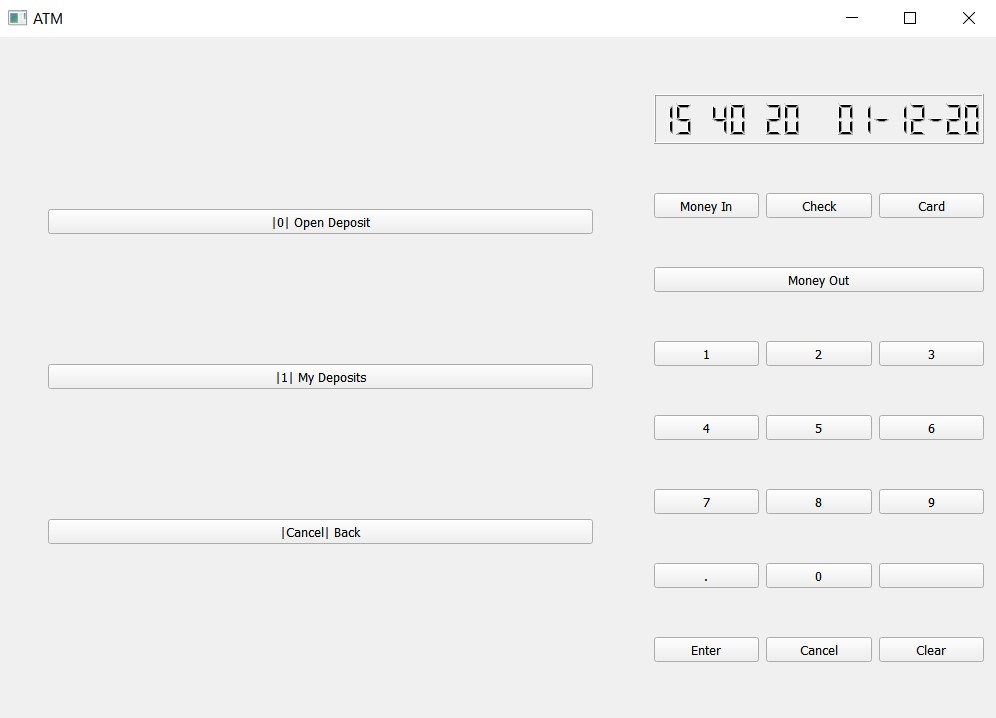 ATM
15 40 20 01-12-20
Money In Check Card
|0| Open Deposit
Money Out
1 2 3
|1| My Deposits
4 5 6
7 8 9
|Cancel| Back
. 0
Enter Cancel Clear